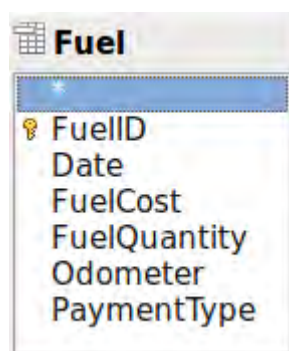 Fuel
*
FuelID
Date
FuelCost
FuelQuantity
Odometer
PaymentType